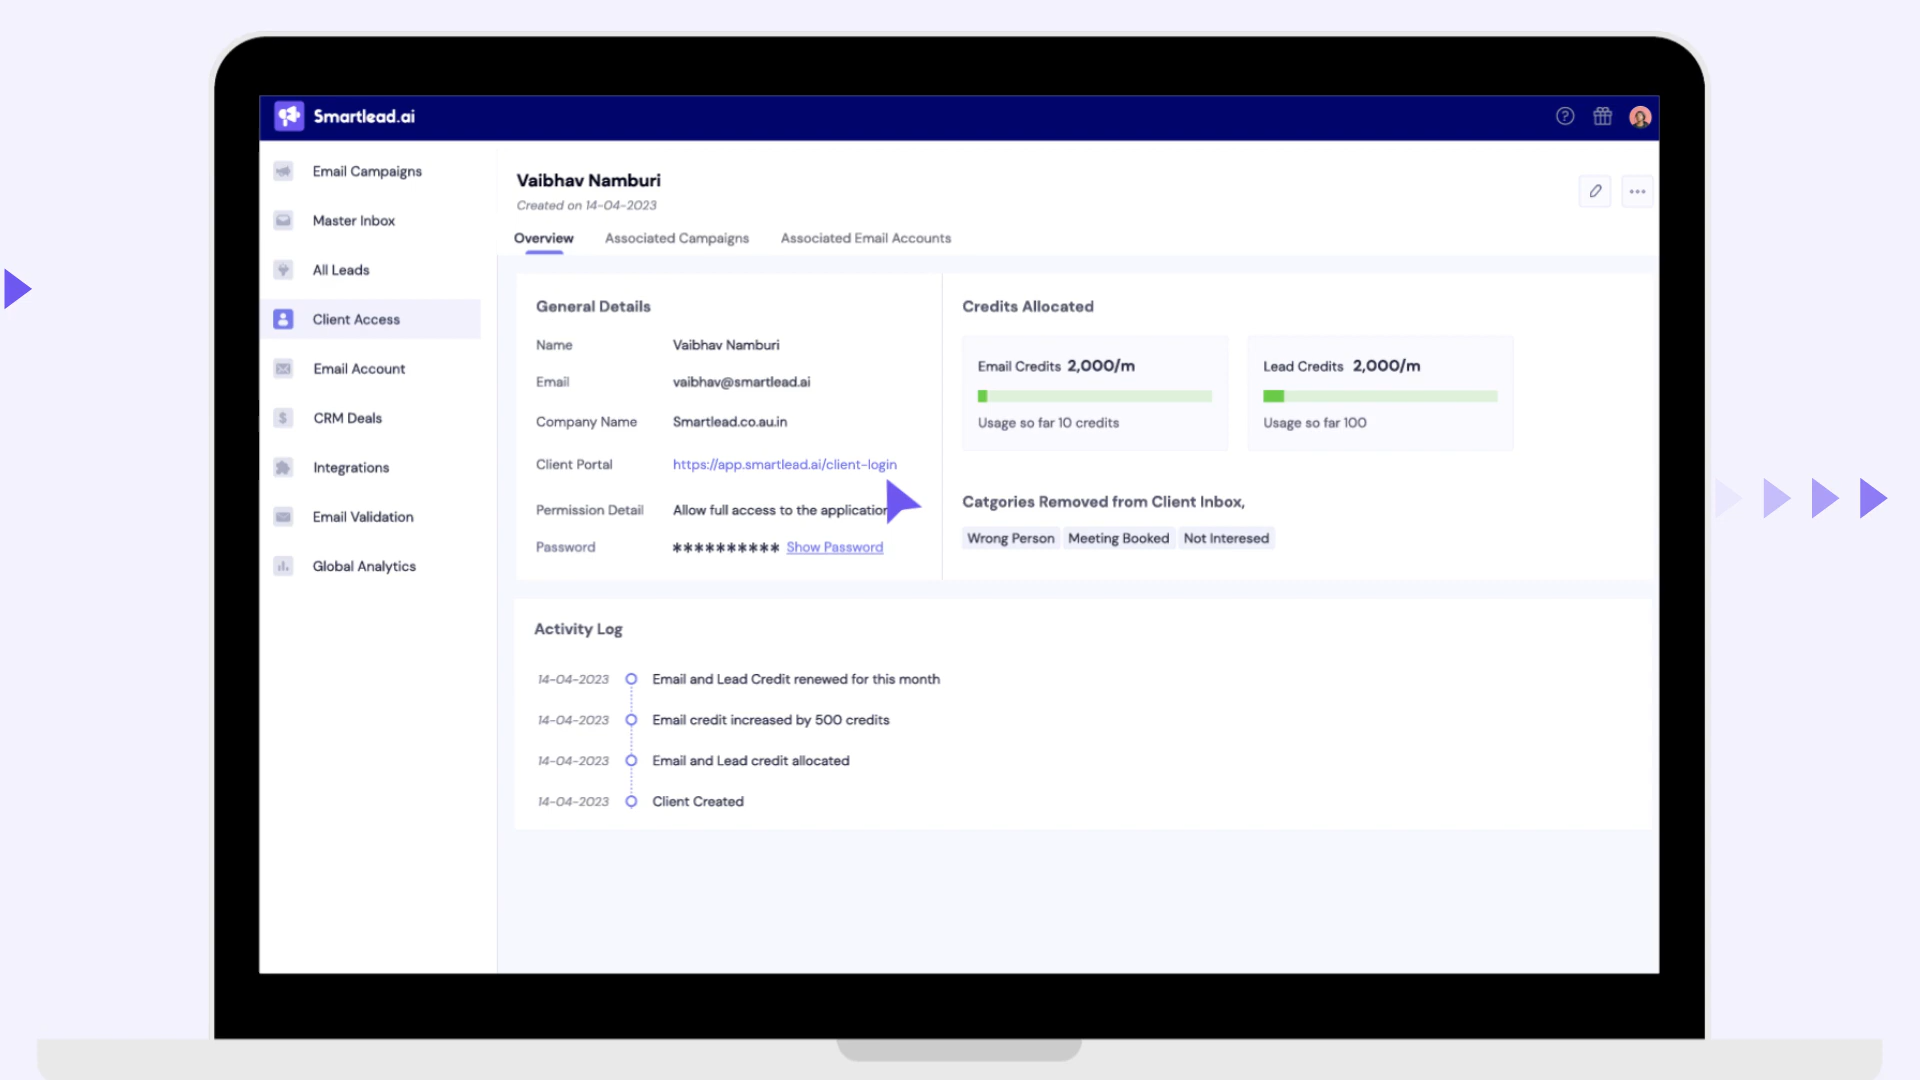 Smartlead.ai
Email Campaigns
Master Inbox
All Leads
Client Access
Email Account
CRM Deals
Integrations
Email Validation
Global Analytics
Vaibhav Namburi
Created on 14-04-2023
Overview Associated Campaigns Associated Email Accounts
General Details
Name Vaibhav Namburi
Email vaibhav@smartlead.ai
Company Name Smartlead.co.au.in
Client Portal https://app.smartlead.ai/client-login
Permission Detail Allow full access to the application
Password ********** Show Password
Credits Allocated
Email Credits 2,000/m
Usage so far 10 credits
Lead Credits 2,000/m
Usage so far 100
Catgories Removed from Client Inbox,
Wrong Person Meeting Booked Not Interesed
Activity Log
14-04-2023 Email and Lead Credit renewed for this month
14-04-2023 Email credit increased by 500 credits
14-04-2023 Email and Lead credit allocated
14-04-2023 Client Created